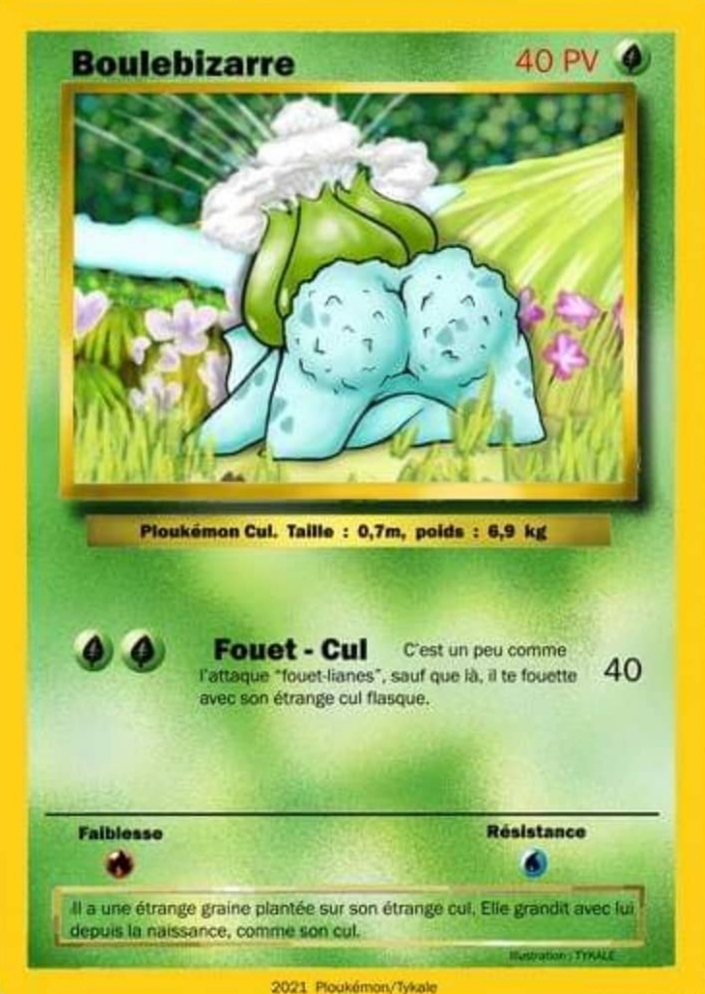 Boulebizarre 40 PV
Ploukémon Cul. Taille : 0,7m, poids : 6,9 kg
Fouet - Cul C'est un peu comme
l'attaque "fouet-lianes", sauf que là, il te fouette 40
avec son étrange cul flasque.
Faiblesse Résistance
Il a une étrange graine plantée sur son étrange cul. Elle grandit avec lui
depuis la naissance, comme son cul.
Illustration : TYKALE
2021 Ploukémon/Tykale